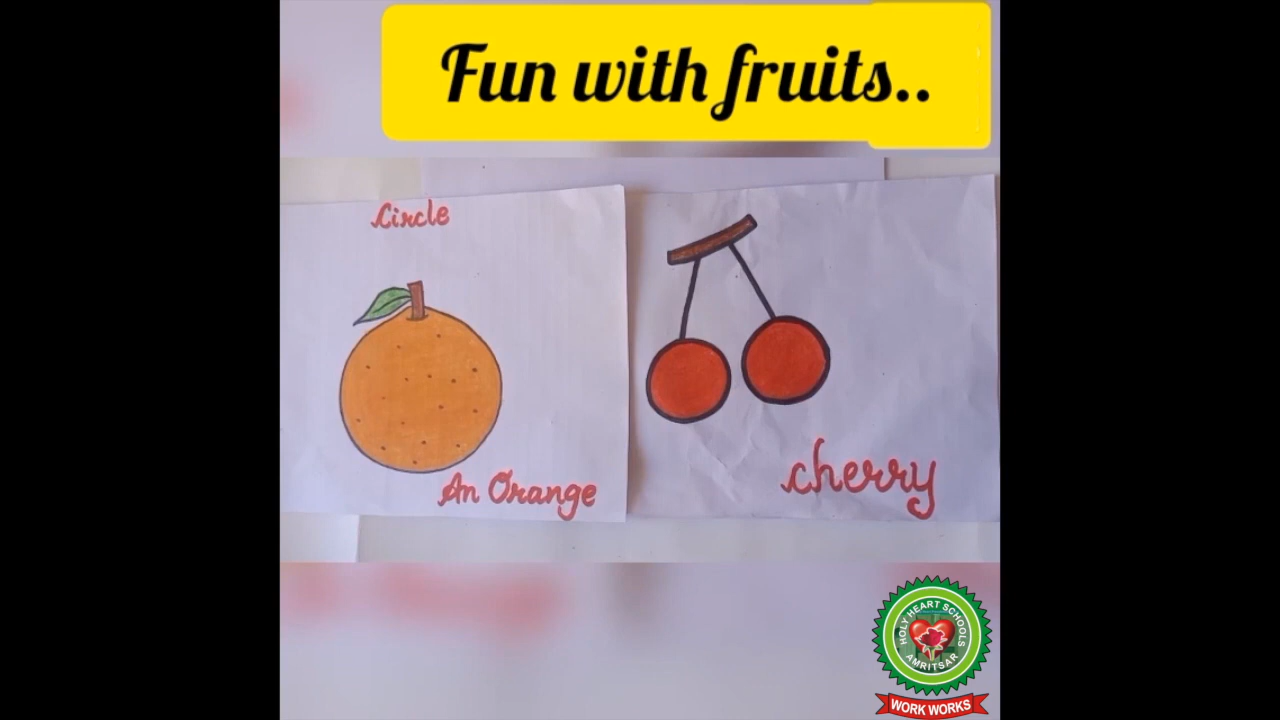 Fun with fruits..
Circle
An Orange
cherry
HOLY HEART SCHOOLS
AMRITSAR
WORK WORKS